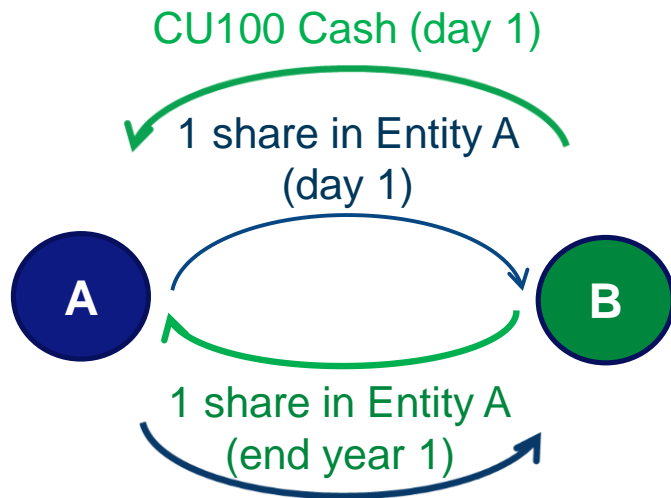 CU100 Cash (day 1)
1 share in Entity A
(day 1)
A
B
1 share in Entity A
(end year 1)